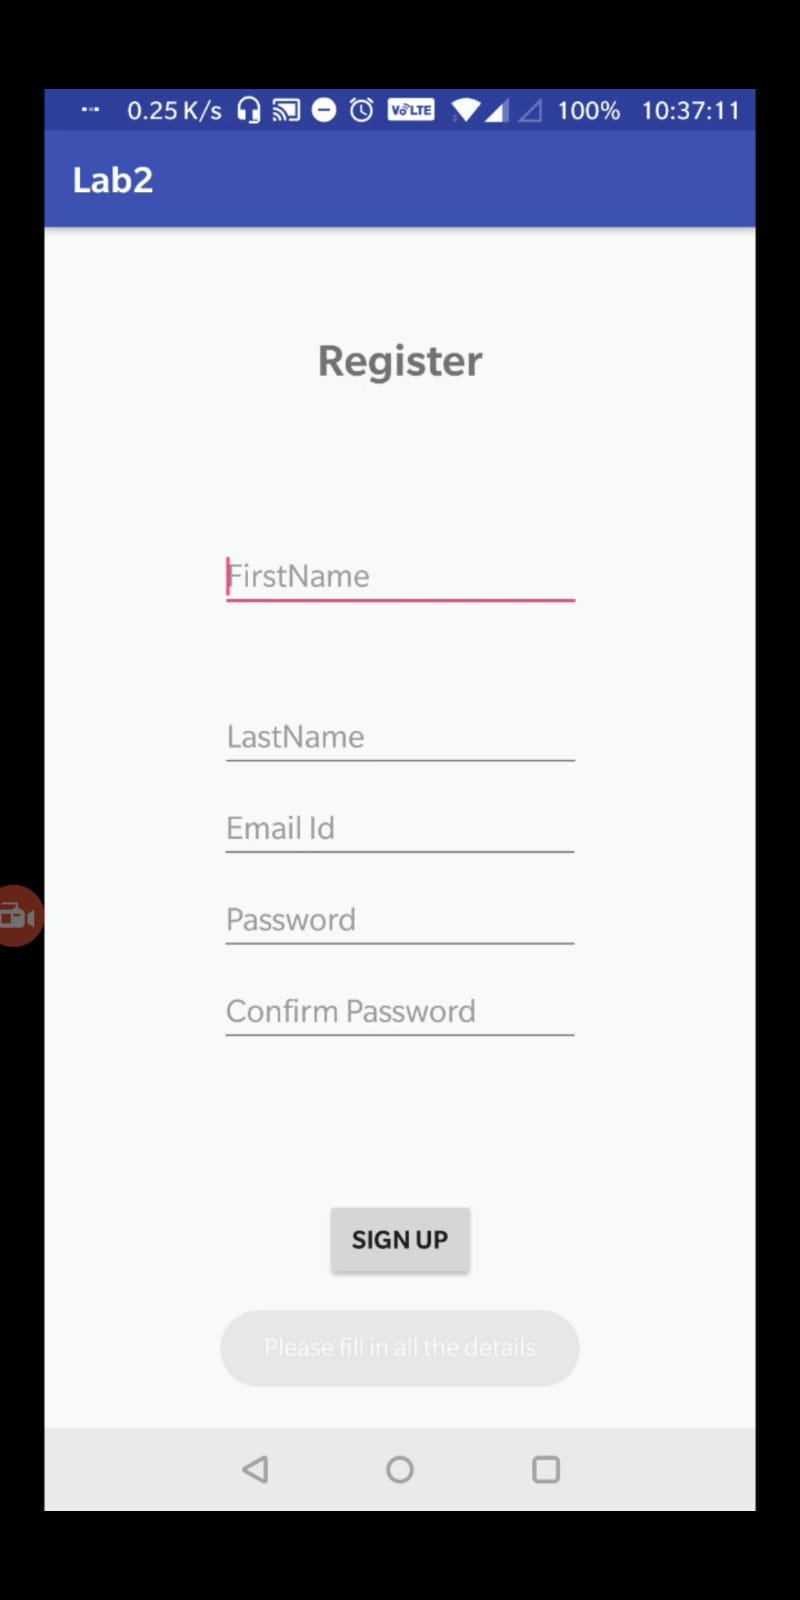 0.25 K/s VoLTE 100% 10:37:11
Lab2
Register
FirstName
LastName
Email Id
Password
Confirm Password
SIGN UP
Please fill in all the details